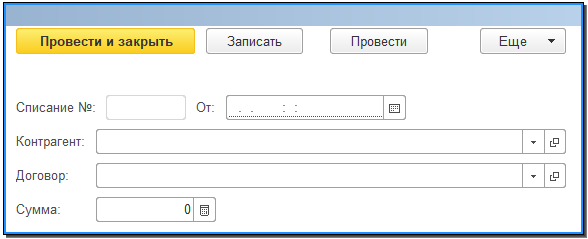 Провести и закрыть Записать Провести Еще
Списание №: От: . . : :
Контрагент:
Договор:
Сумма: 0